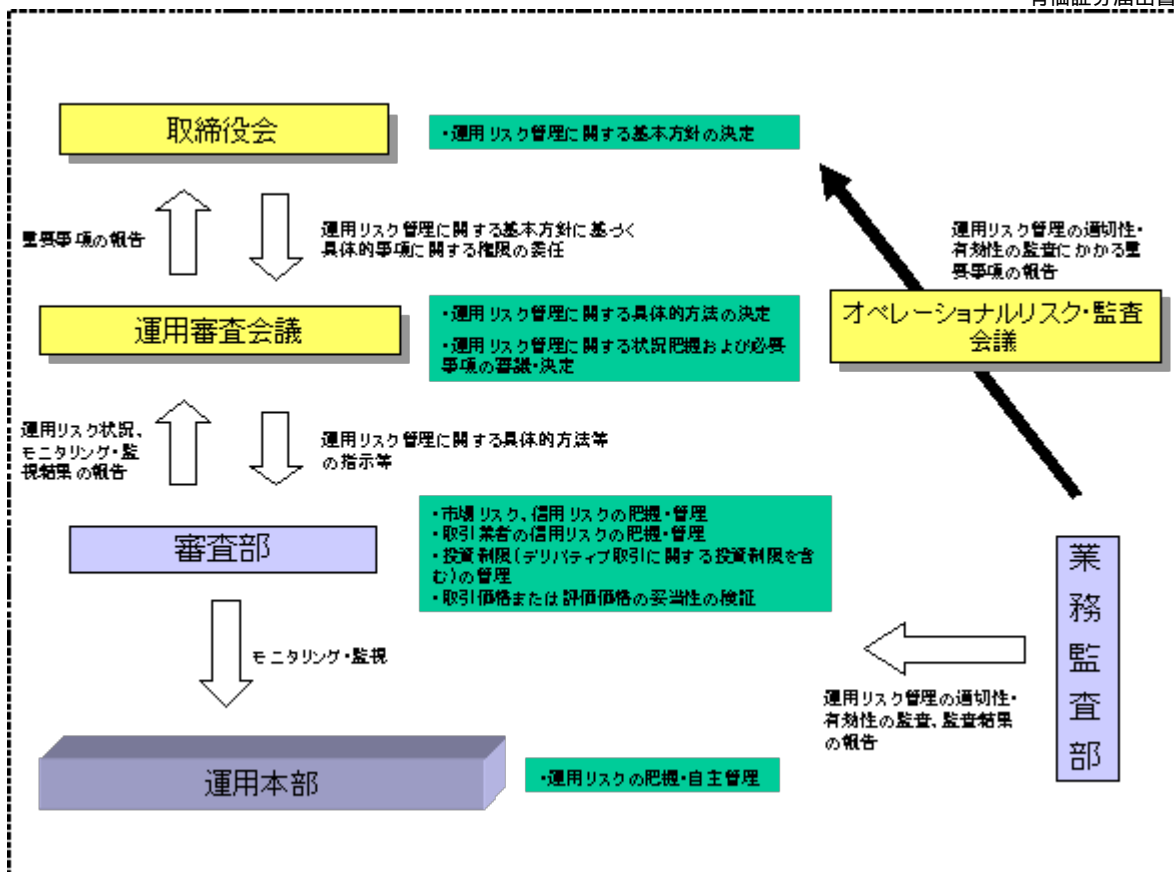 有価証券届出書
取締役会
・運用リスク管理に関する基本方針の決定
重要事項の報告
運用リスク管理に関する基本方針に基づく
具体的事項に関する権限の委任
運用リスク管理の適切性・
有効性の監査にかかる重
要事項の報告
運用審査会議
・運用リスク管理に関する具体的方法の決定
・運用リスク管理に関する状況把握および必要
事項の審議・決定
オペレーショナルリスク・監査
会議
運用リスク状況、
モニタリング・監
視結果の報告
運用リスク管理に関する具体的方法等
の指示等
審査部
・市場リスク、信用リスクの把握・管理
・取引業者の信用リスクの把握・管理
・投資制限(デリバティブ取引に関する投資制限を含
む)の管理
・取引価格または評価価格の妥当性の検証
業務監査部
モニタリング・監視
運用リスク管理の適切性・
有効性の監査、監査結果
の報告
運用本部
・運用リスクの把握・自主管理